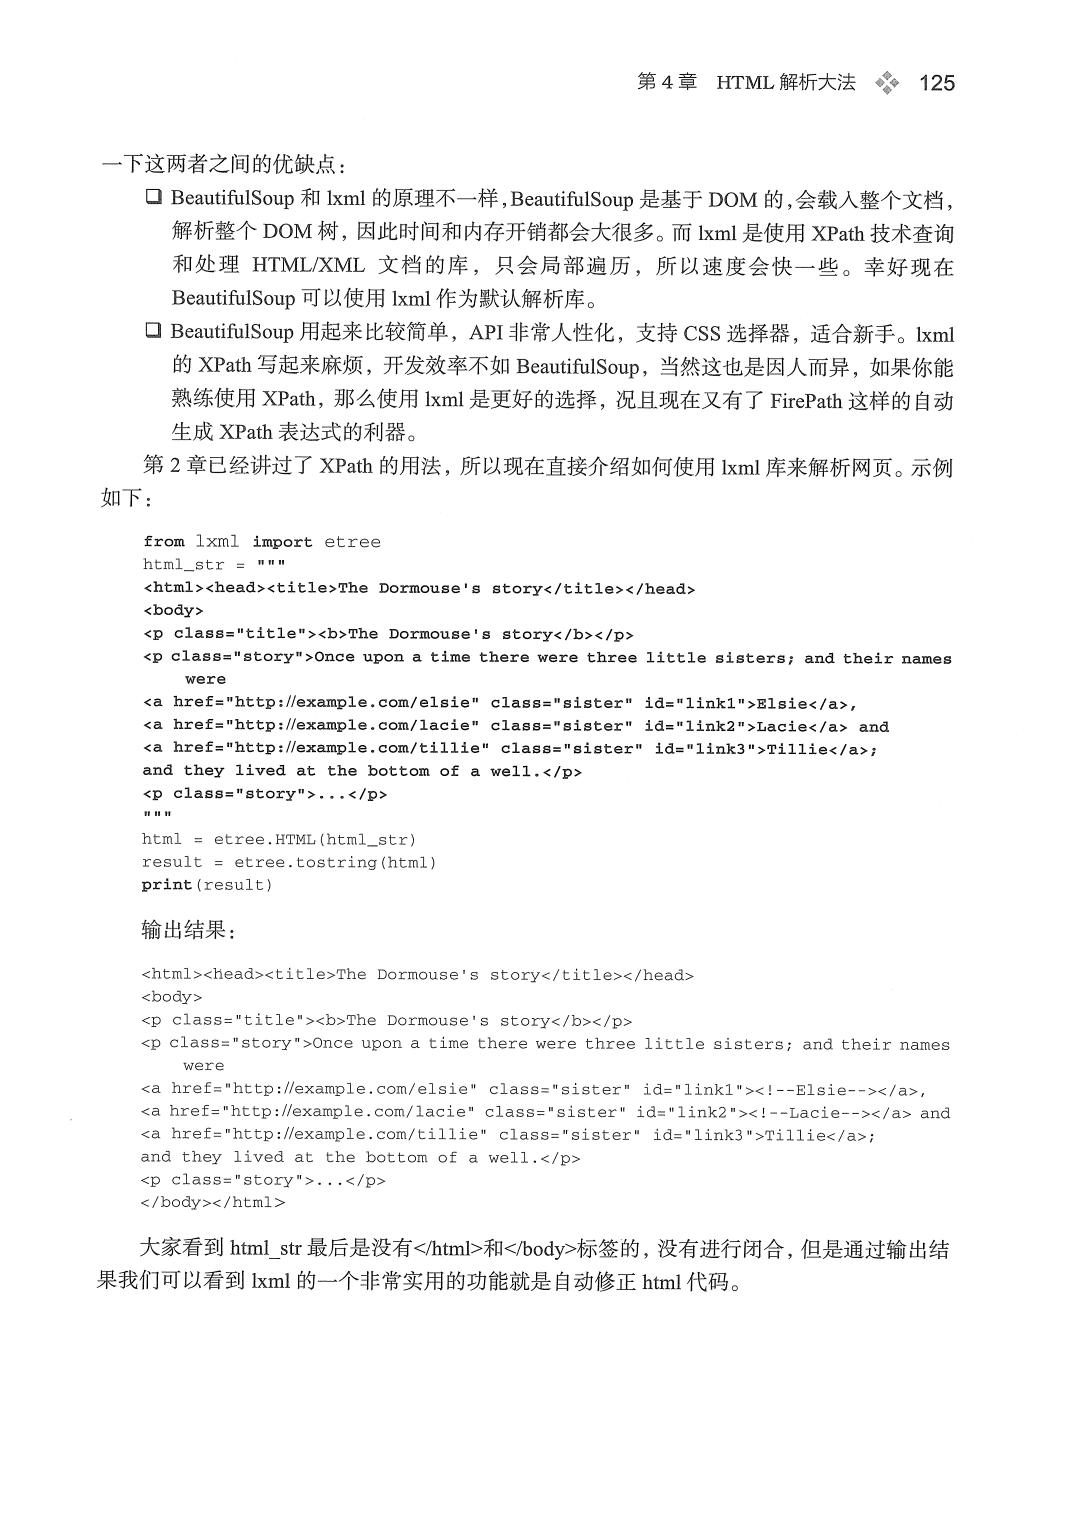 第 4 章 HTML 解析大法 125
一下这两者之间的优缺点：
❑ BeautifulSoup 和 lxml 的原理不一样，BeautifulSoup 是基于 DOM 的，会载入整个文档，
解析整个 DOM 树，因此时间和内存开销都会大很多。而 lxml 是使用 XPath 技术查询
和处理 HTML/XML 文档的库，只会局部遍历，所以速度会快一些。幸好现在
BeautifulSoup 可以使用 lxml 作为默认解析库。
❑ BeautifulSoup 用起来比较简单，API 非常人性化，支持 CSS 选择器，适合新手。lxml
的 XPath 写起来麻烦，开发效率不如 BeautifulSoup，当然这也是因人而异，如果你能
熟练使用 XPath，那么使用 lxml 是更好的选择，况且现在又有了 FirePath 这样的自动
生成 XPath 表达式的利器。
第 2 章已经讲过了 XPath 的用法，所以现在直接介绍如何使用 lxml 库来解析网页。示例
如下：
from lxml import etree
html_str = """
<html><head><title>The Dormouse's story</title></head>
<body>
<p class="title"><b>The Dormouse's story</b></p>
<p class="story">Once upon a time there were three little sisters; and their names
were
<a href="http://example.com/elsie" class="sister" id="link1">Elsie</a>,
<a href="http://example.com/lacie" class="sister" id="link2">Lacie</a> and
<a href="http://example.com/tillie" class="sister" id="link3">Tillie</a>;
and they lived at the bottom of a well.</p>
<p class="story">...</p>
"""
html = etree.HTML(html_str)
result = etree.tostring(html)
print(result)
输出结果：
<html><head><title>The Dormouse's story</title></head>
<body>
<p class="title"><b>The Dormouse's story</b></p>
<p class="story">Once upon a time there were three little sisters; and their names
were
<a href="http://example.com/elsie" class="sister" id="link1"><!--Elsie--></a>,
<a href="http://example.com/lacie" class="sister" id="link2"><!--Lacie--></a> and
<a href="http://example.com/tillie" class="sister" id="link3">Tillie</a>;
and they lived at the bottom of a well.</p>
<p class="story">...</p>
</body></html>
大家看到 html_str 最后是没有</html>和</body>标签的，没有进行闭合，但是通过输出结
果我们可以看到 lxml 的一个非常实用的功能就是自动修正 html 代码。